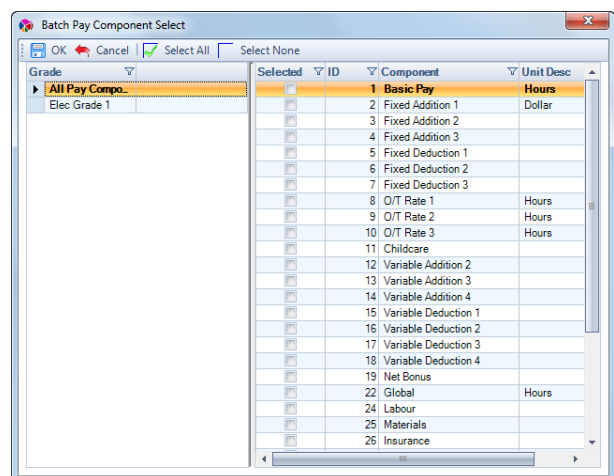 Batch Pay Component Select
OK Cancel Select All Select None
Grade
All Pay Compo...
Elec Grade 1
Selected ID Component Unit Desc
1 Basic Pay Hours
2 Fixed Addition 1 Dollar
3 Fixed Addition 2
4 Fixed Addition 3
5 Fixed Deduction 1
6 Fixed Deduction 2
7 Fixed Deduction 3
8 O/T Rate 1 Hours
9 O/T Rate 2 Hours
10 O/T Rate 3 Hours
11 Childcare
12 Variable Addition 2
13 Variable Addition 3
14 Variable Addition 4
15 Variable Deduction 1
16 Variable Deduction 2
17 Variable Deduction 3
18 Variable Deduction 4
19 Net Bonus
22 Global Hours
24 Labour
25 Materials
26 Insurance